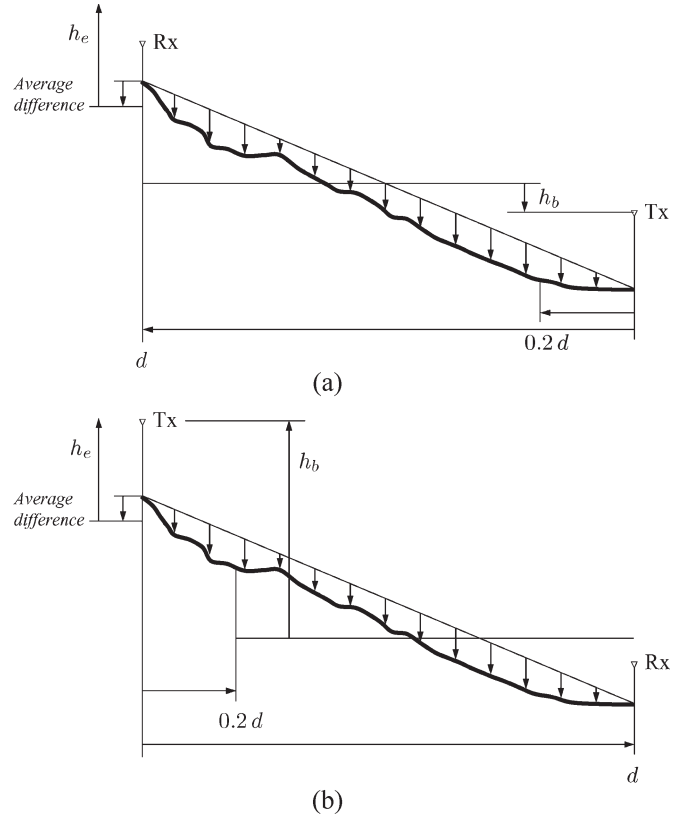 h_e
Rx
Average
difference
h_b
Tx
0.2 d
d
(a)
Tx
h_e
h_b
Average
difference
Rx
0.2 d
d
(b)